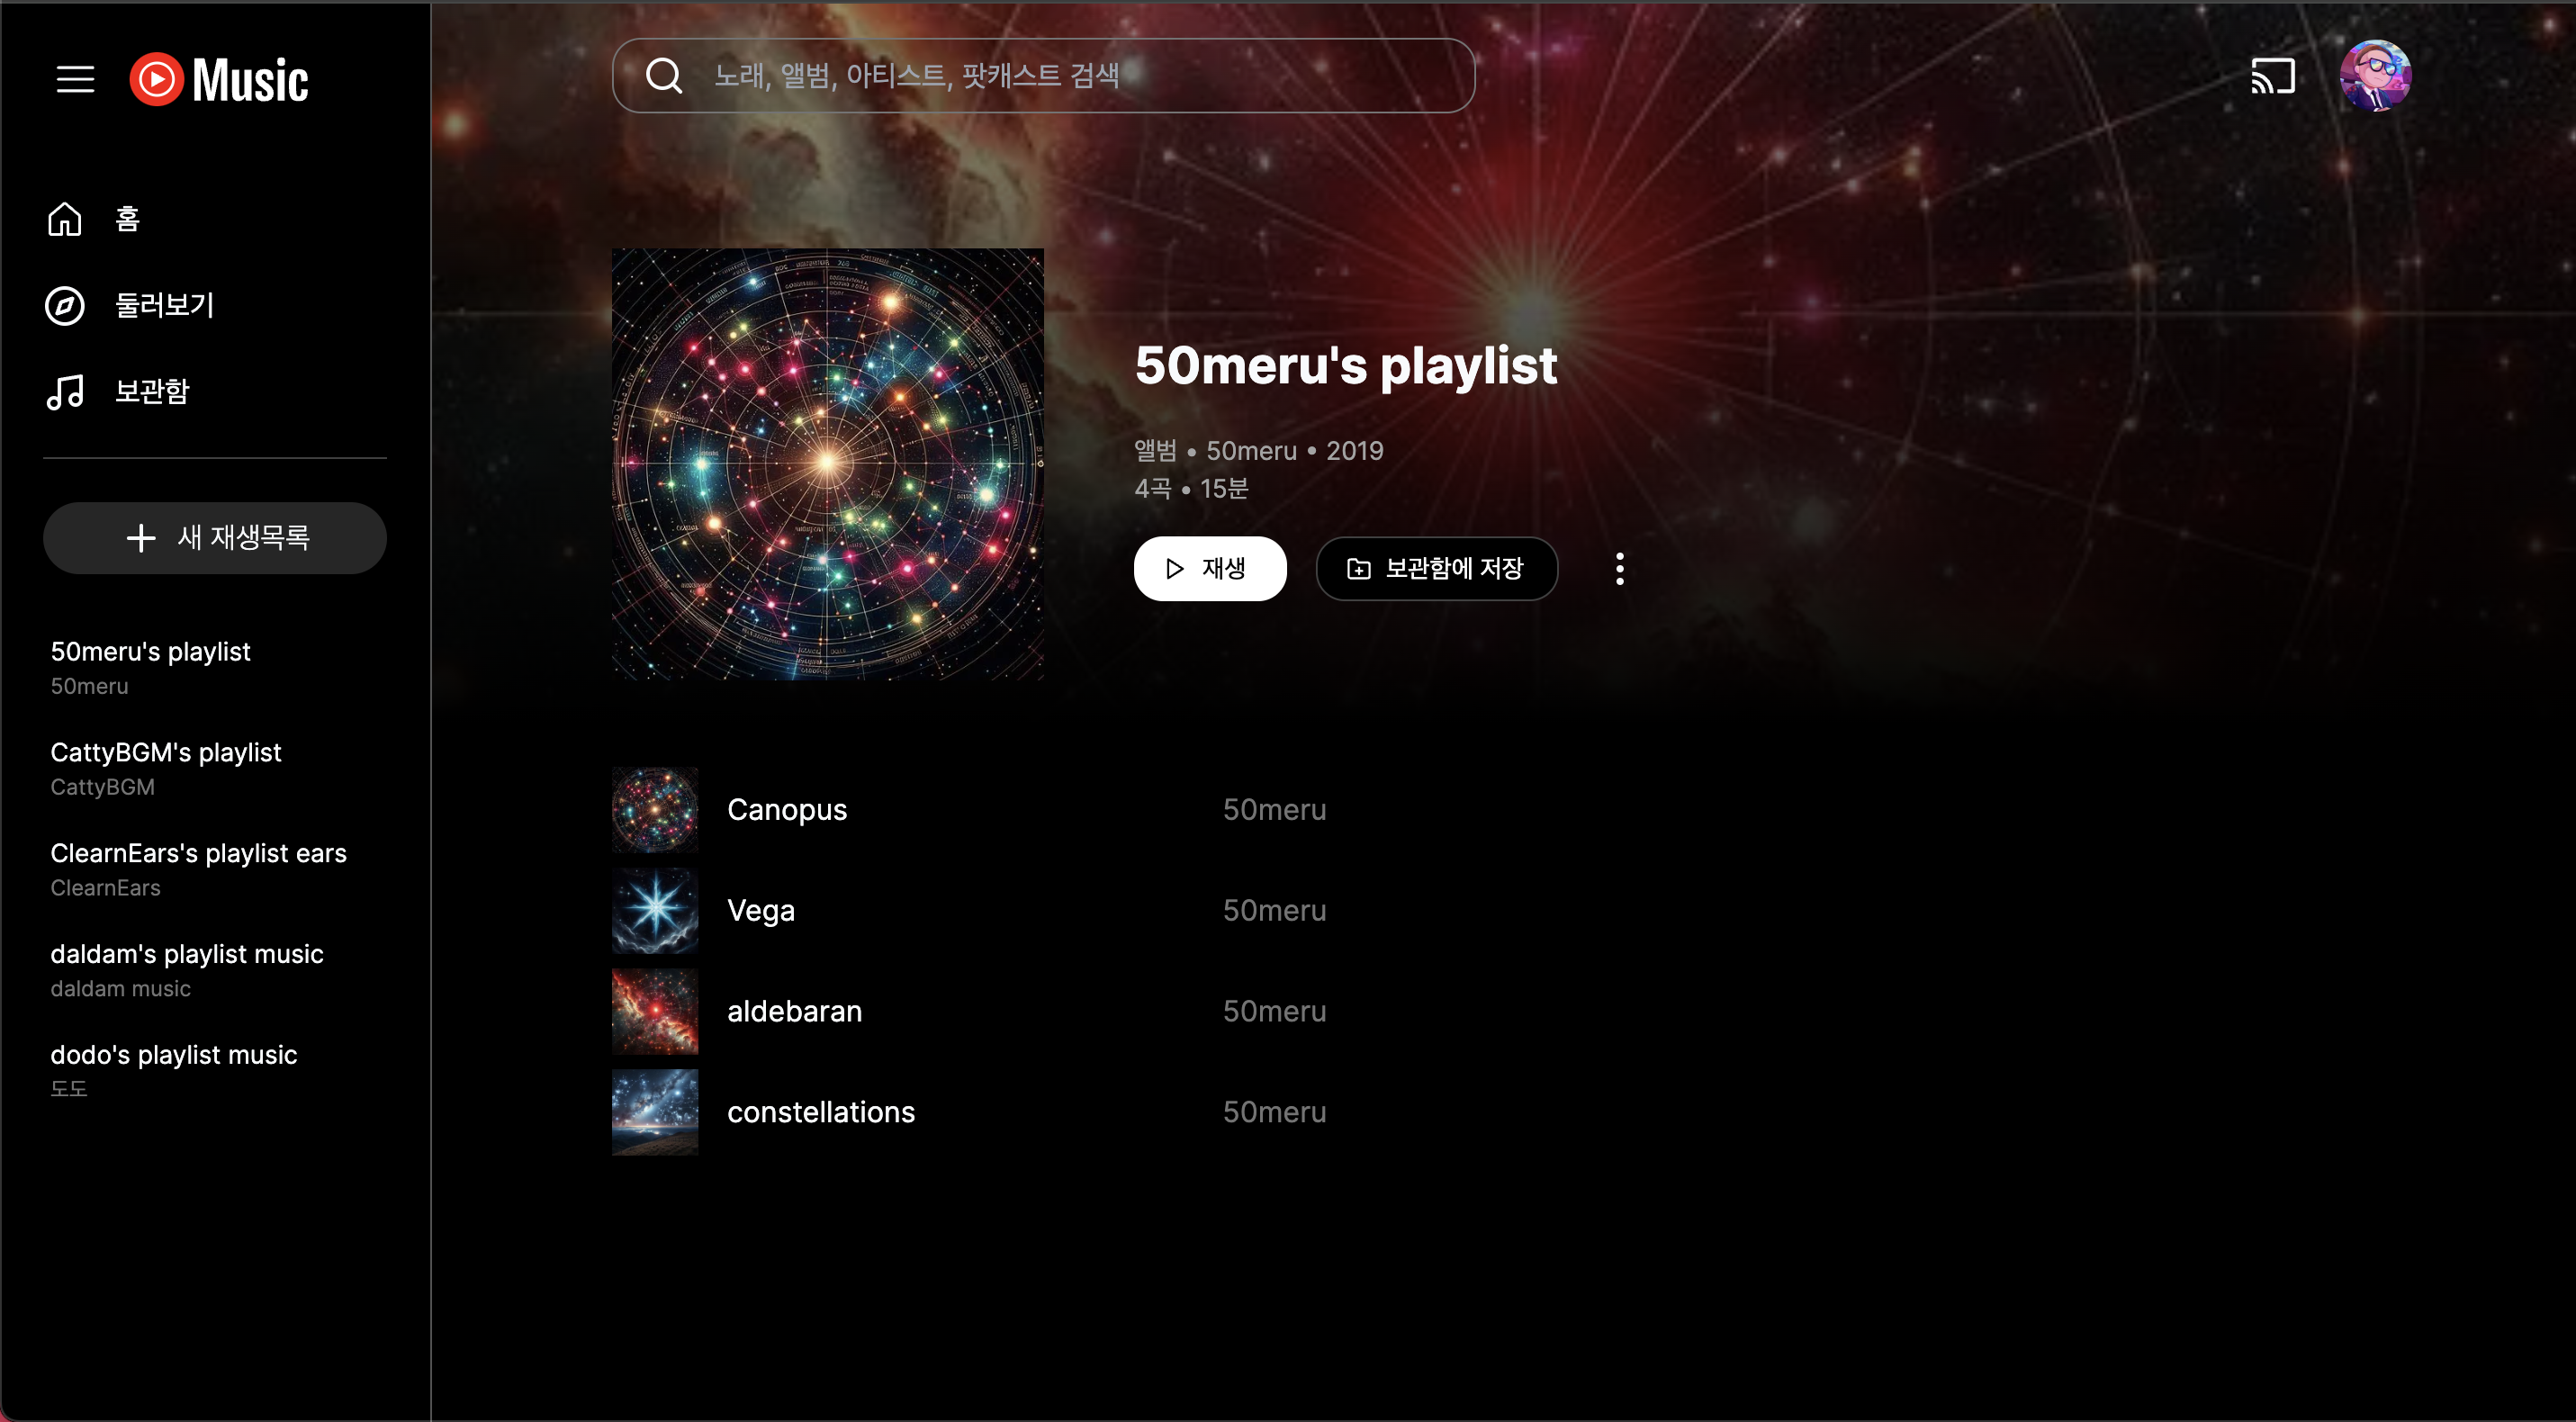 Music
노래, 앨범, 아티스트, 팟캐스트 검색
홈
둘러보기
보관함
새 재생목록
50meru's playlist
50meru
CattyBGM's playlist
CattyBGM
ClearnEars's playlist ears
ClearnEars
daldam's playlist music
daldam music
dodo's playlist music
도도
50meru's playlist
앨범 • 50meru • 2019
4곡 • 15분
재생
보관함에 저장
Canopus 50meru
Vega 50meru
aldebaran 50meru
constellations 50meru